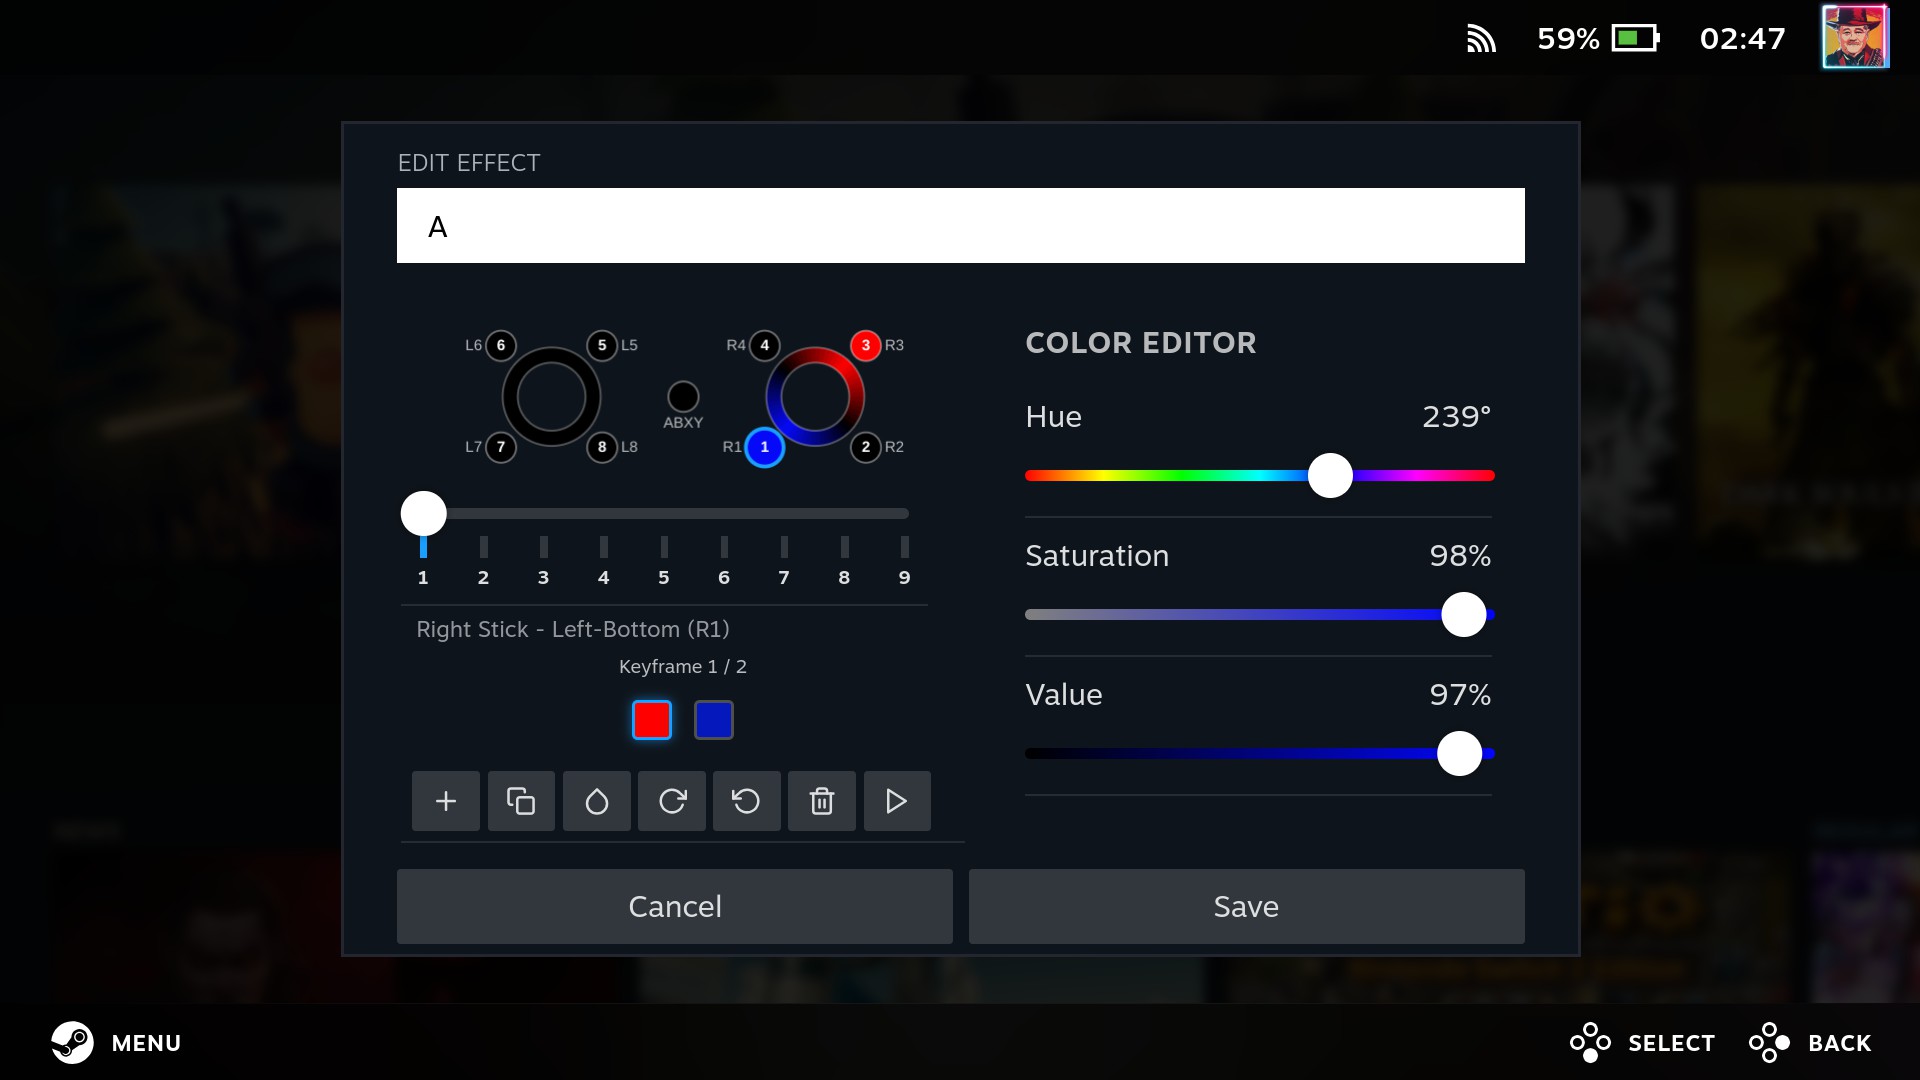 59% 02:47
EDIT EFFECT
A
L6 6 5 L5 R4 4 3 R3
ABXY
L7 7 8 L8 R1 1 2 R2
1 2 3 4 5 6 7 8 9
Right Stick - Left-Bottom (R1)
Keyframe 1 / 2
COLOR EDITOR
Hue 239°
Saturation 98%
Value 97%
Cancel Save
MENU SELECT BACK